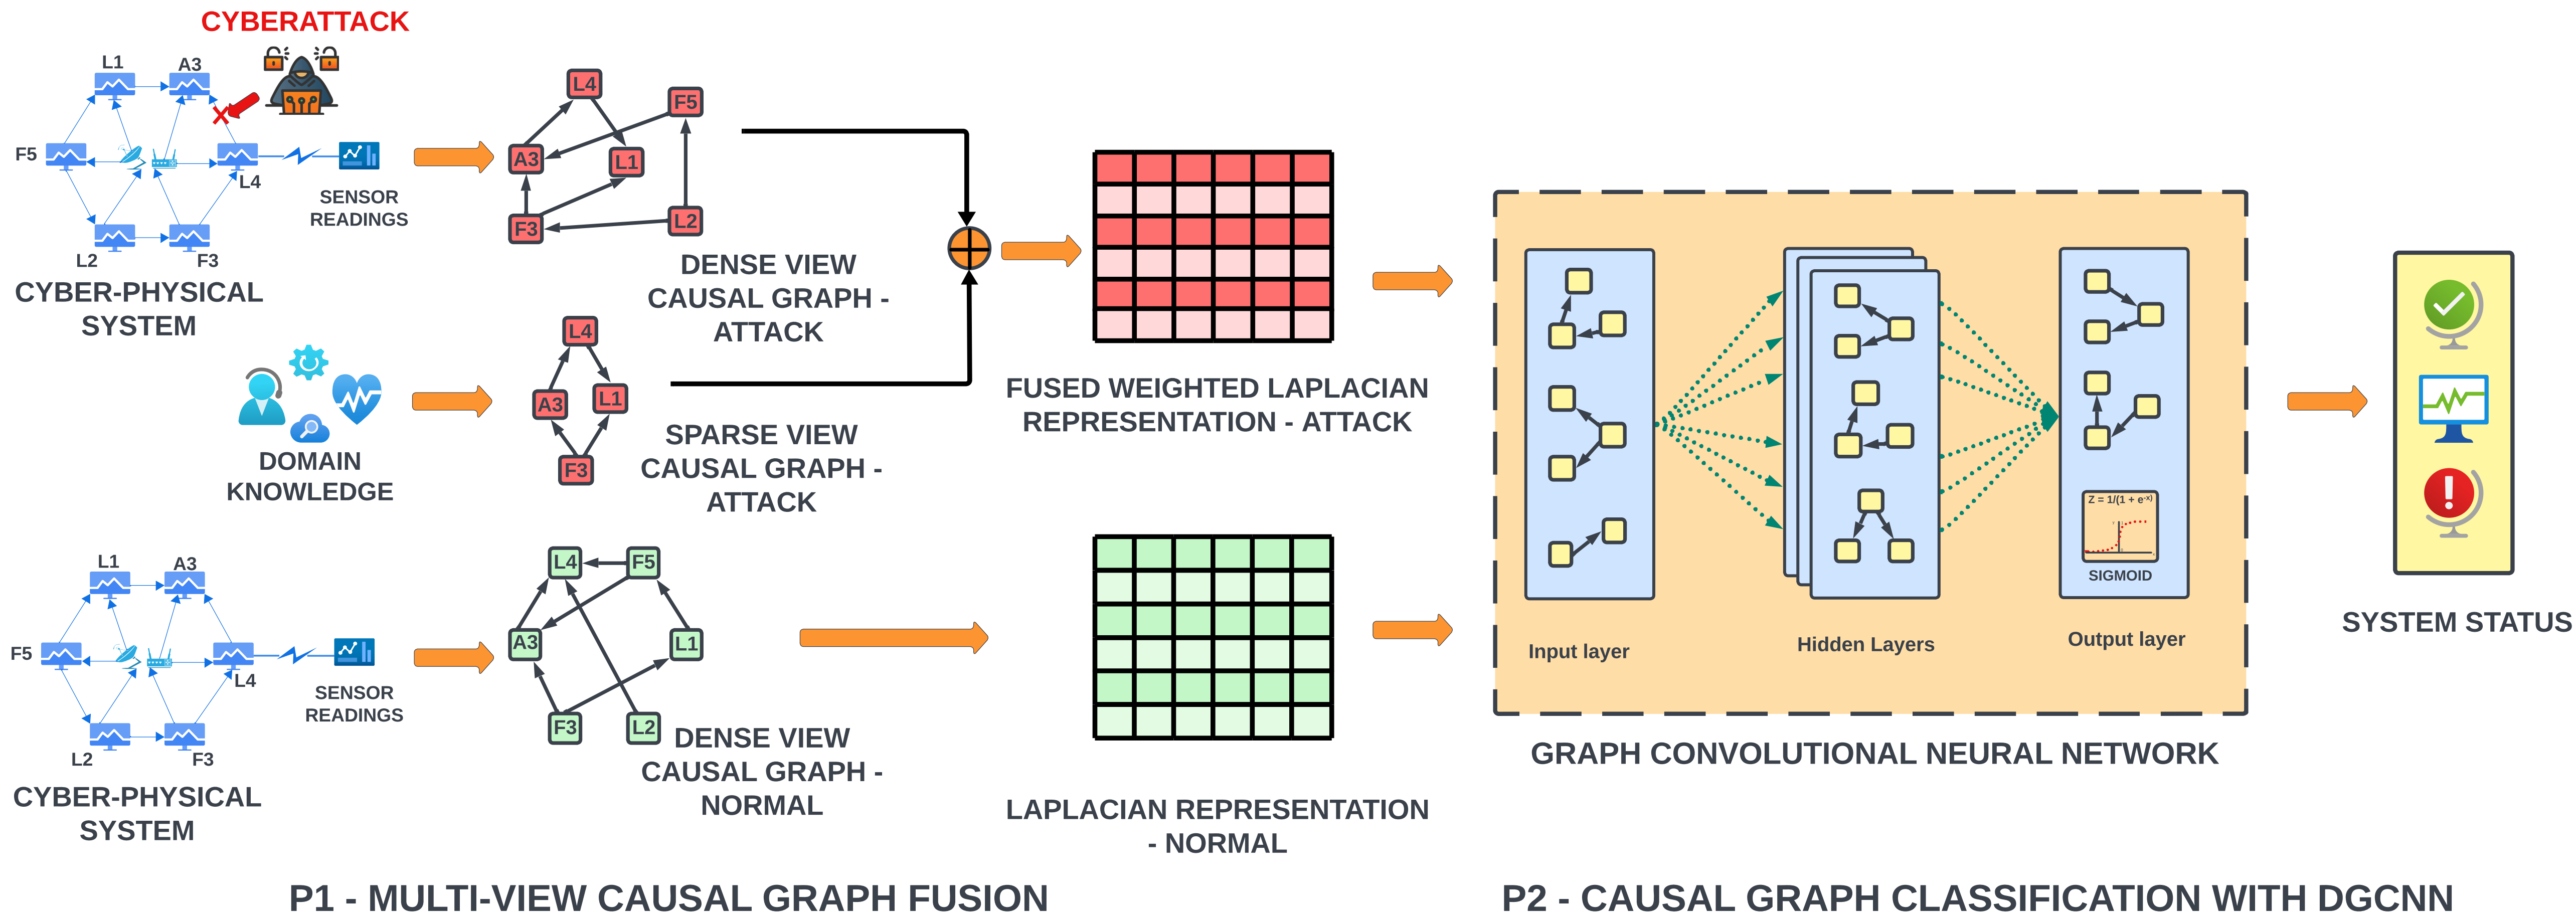 CYBERATTACK
L1
A3
F5
L4
L2
F3
SENSOR
READINGS
CYBER-PHYSICAL
SYSTEM
L4
F5
A3
L1
F3
L2
DENSE VIEW
CAUSAL GRAPH -
ATTACK
DOMAIN
KNOWLEDGE
L4
A3
L1
F3
SPARSE VIEW
CAUSAL GRAPH -
ATTACK
FUSED WEIGHTED LAPLACIAN
REPRESENTATION - ATTACK
L1
A3
F5
L4
L2
F3
SENSOR
READINGS
CYBER-PHYSICAL
SYSTEM
L4
F5
A3
L1
F3
L2
DENSE VIEW
CAUSAL GRAPH -
NORMAL
LAPLACIAN REPRESENTATION
- NORMAL
Z = 1/(1 + e-x)
SIGMOID
Input layer
Hidden Layers
Output layer
GRAPH CONVOLUTIONAL NEURAL NETWORK
SYSTEM STATUS
P1 - MULTI-VIEW CAUSAL GRAPH FUSION
P2 - CAUSAL GRAPH CLASSIFICATION WITH DGCNN